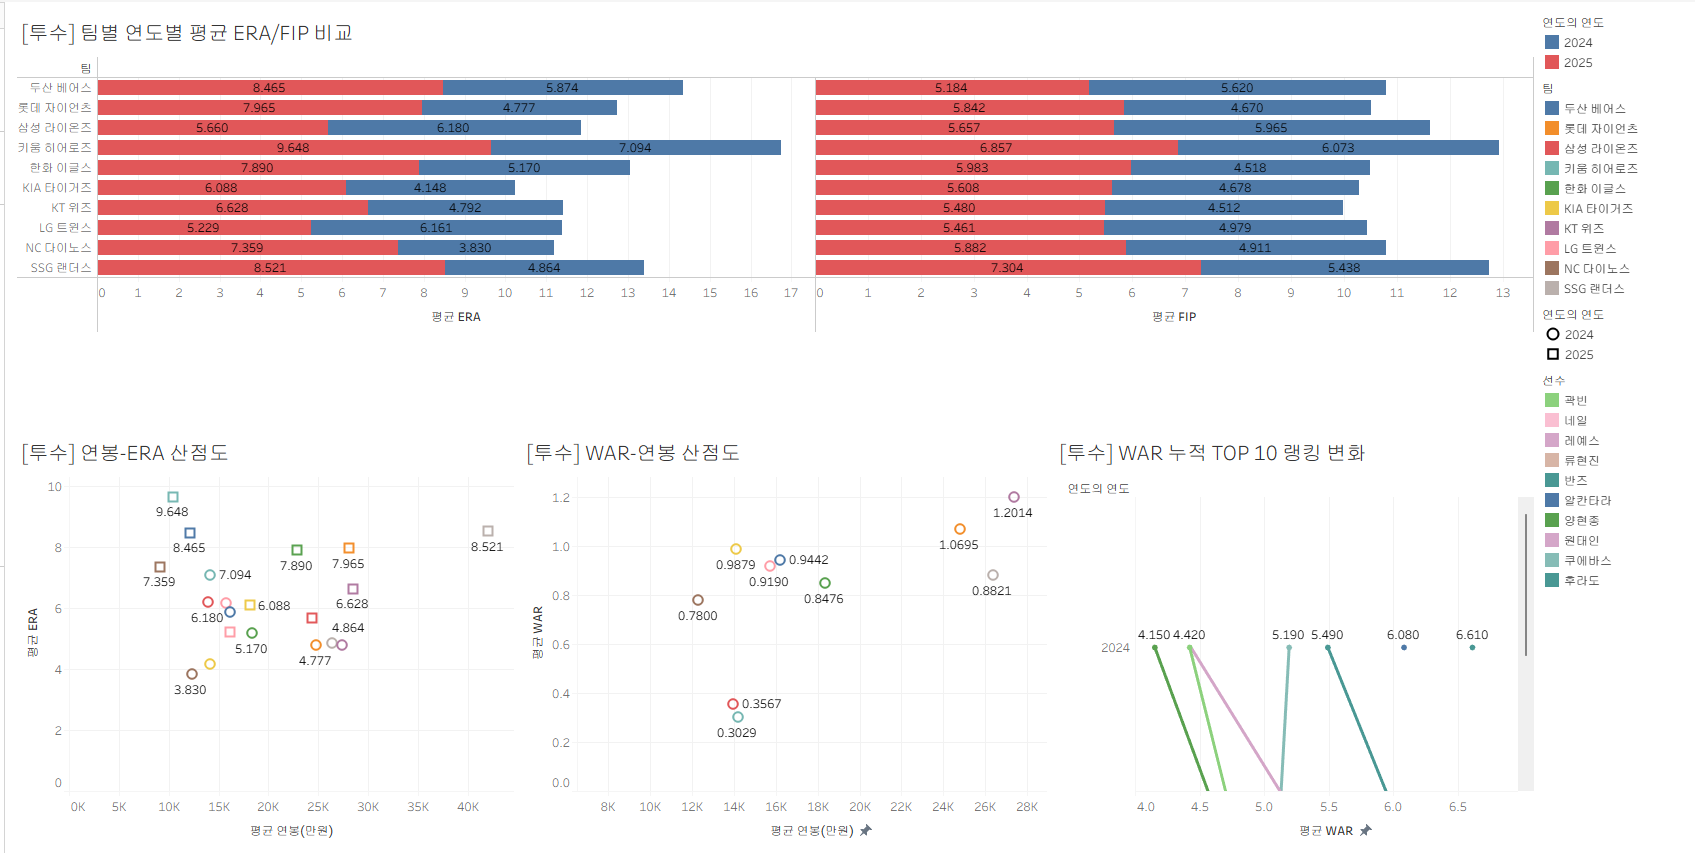 [투수] 팀별 연도별 평균 ERA/FIP 비교
팀
두산 베어스 8.465 5.874 5.184 5.620
롯데 자이언츠 7.965 4.777 5.842 4.670
삼성 라이온즈 5.660 6.180 5.657 5.965
키움 히어로즈 9.648 7.094 6.857 6.073
한화 이글스 7.890 5.170 5.983 4.518
KIA 타이거즈 6.088 4.148 5.608 4.678
KT 위즈 6.628 4.792 5.480 4.512
LG 트윈스 5.229 6.161 5.461 4.979
NC 다이노스 7.359 3.830 5.882 4.911
SSG 랜더스 8.521 4.864 7.304 5.438
0 1 2 3 4 5 6 7 8 9 10 11 12 13 14 15 16 17
0 1 2 3 4 5 6 7 8 9 10 11 12 13
평균 ERA
평균 FIP
연도의 연도
2024
2025
팀
두산 베어스
롯데 자이언츠
삼성 라이온즈
키움 히어로즈
한화 이글스
KIA 타이거즈
KT 위즈
LG 트윈스
NC 다이노스
SSG 랜더스
연도의 연도
2024
2025
선수
곽빈
네일
레예스
류현진
반즈
알칸타라
양현종
원태인
쿠에바스
후라도
[투수] 연봉-ERA 산점도
10
8
6
4
2
0
평균 ERA
9.648
8.465
7.359
7.094
7.890
7.965
8.521
6.180
6.088
6.628
5.170
4.864
4.777
3.830
0K 5K 10K 15K 20K 25K 30K 35K 40K
평균 연봉(만원)
[투수] WAR-연봉 산점도
1.2
1.0
0.8
0.6
0.4
0.2
0.0
평균 WAR
1.2014
1.0695
0.9879
0.9442
0.9190
0.8821
0.8476
0.7800
0.3567
0.3029
8K 10K 12K 14K 16K 18K 20K 22K 24K 26K 28K
평균 연봉(만원)
[투수] WAR 누적 TOP 10 랭킹 변화
연도의 연도
4.150 4.420 5.190 5.490 6.080 6.610
2024
4.0 4.5 5.0 5.5 6.0 6.5
평균 WAR